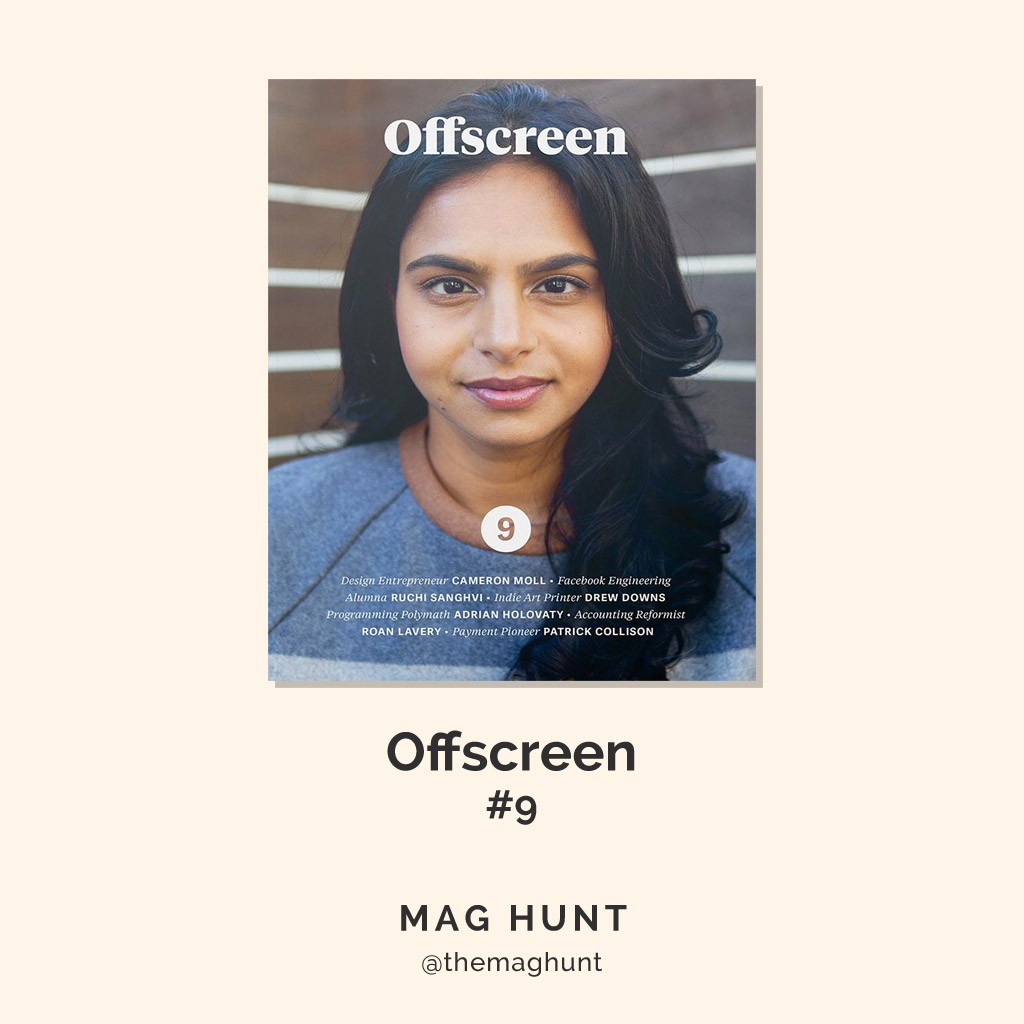 Offscreen
9
Design Entrepreneur CAMERON MOLL • Facebook Engineering
Alumna RUCHI SANGHVI • Indie Art Printer DREW DOWNS
Programming Polymath ADRIAN HOLOVATY • Accounting Reformist
ROAN LAVERY • Payment Pioneer PATRICK COLLISON
Offscreen
#9
MAG HUNT
@themaghunt